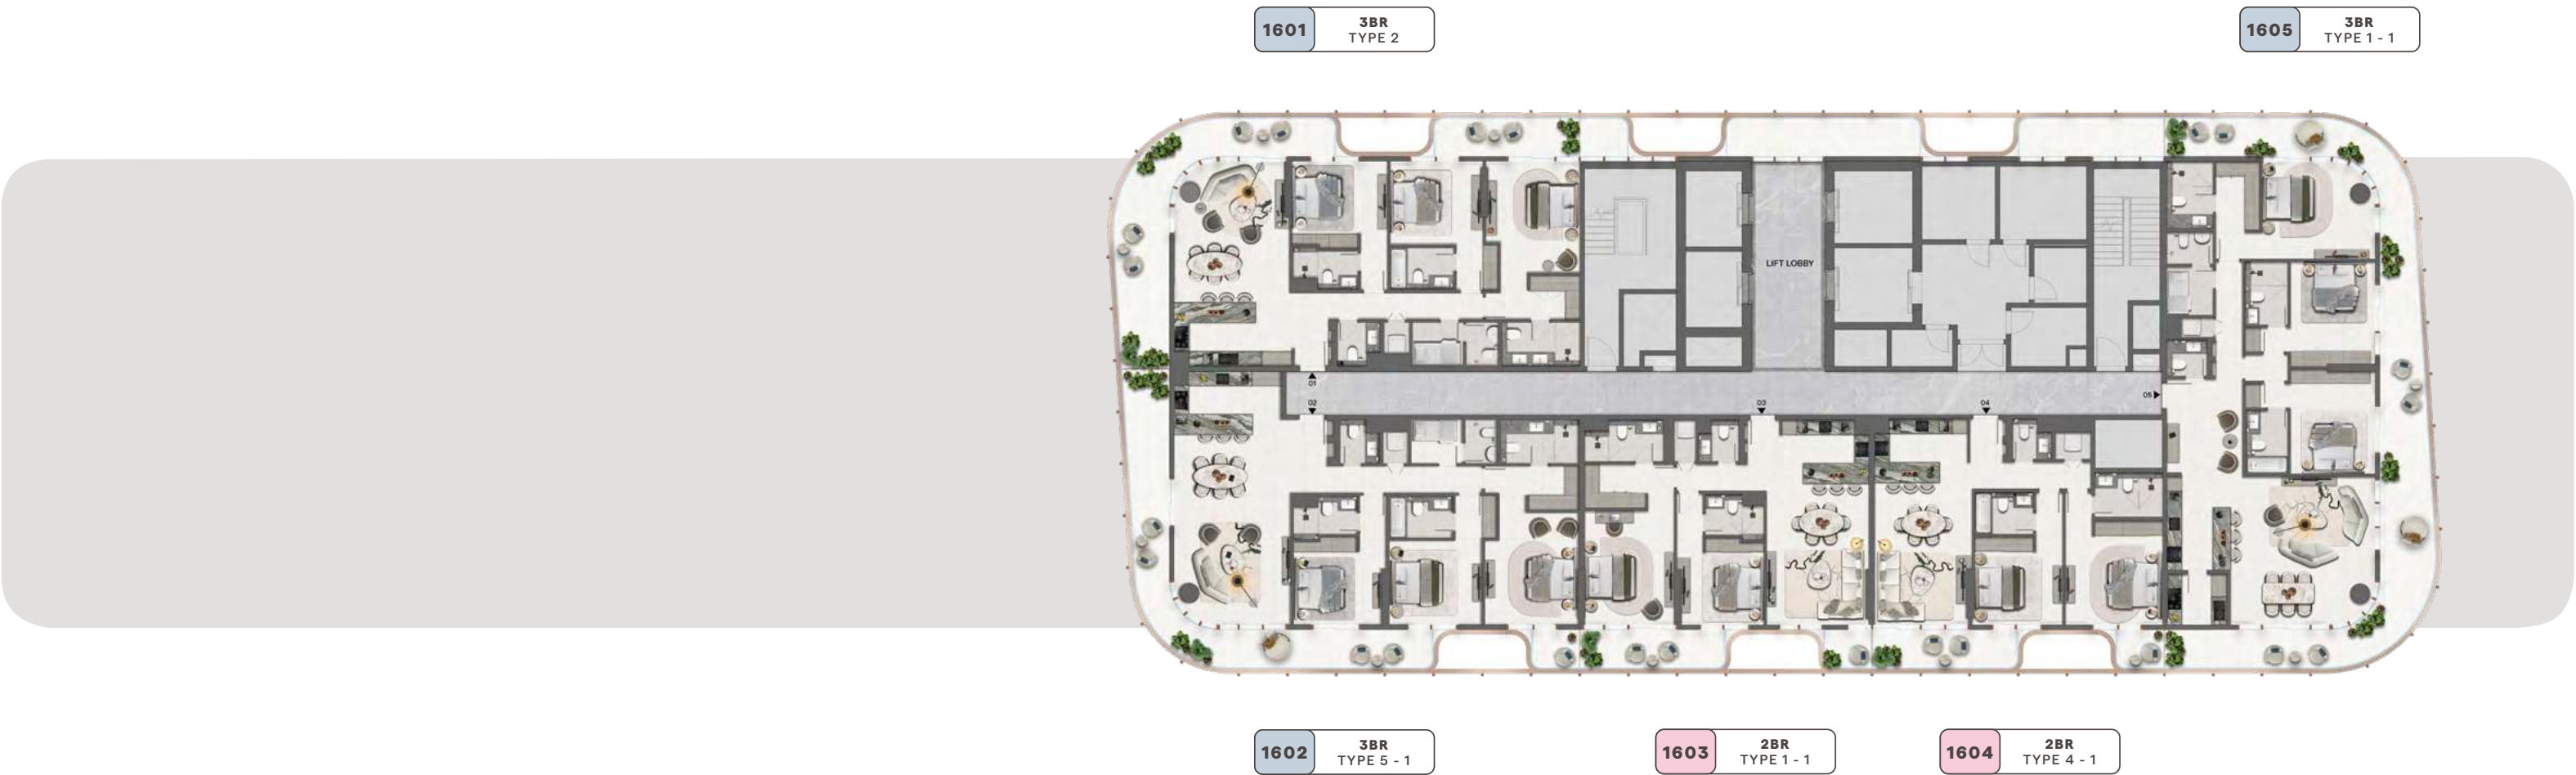 1601
3BR
TYPE 2
1605
3BR
TYPE 1 - 1
LIFT LOBBY
01
02
03
04
05
1602
3BR
TYPE 5 - 1
1603
2BR
TYPE 1 - 1
1604
2BR
TYPE 4 - 1